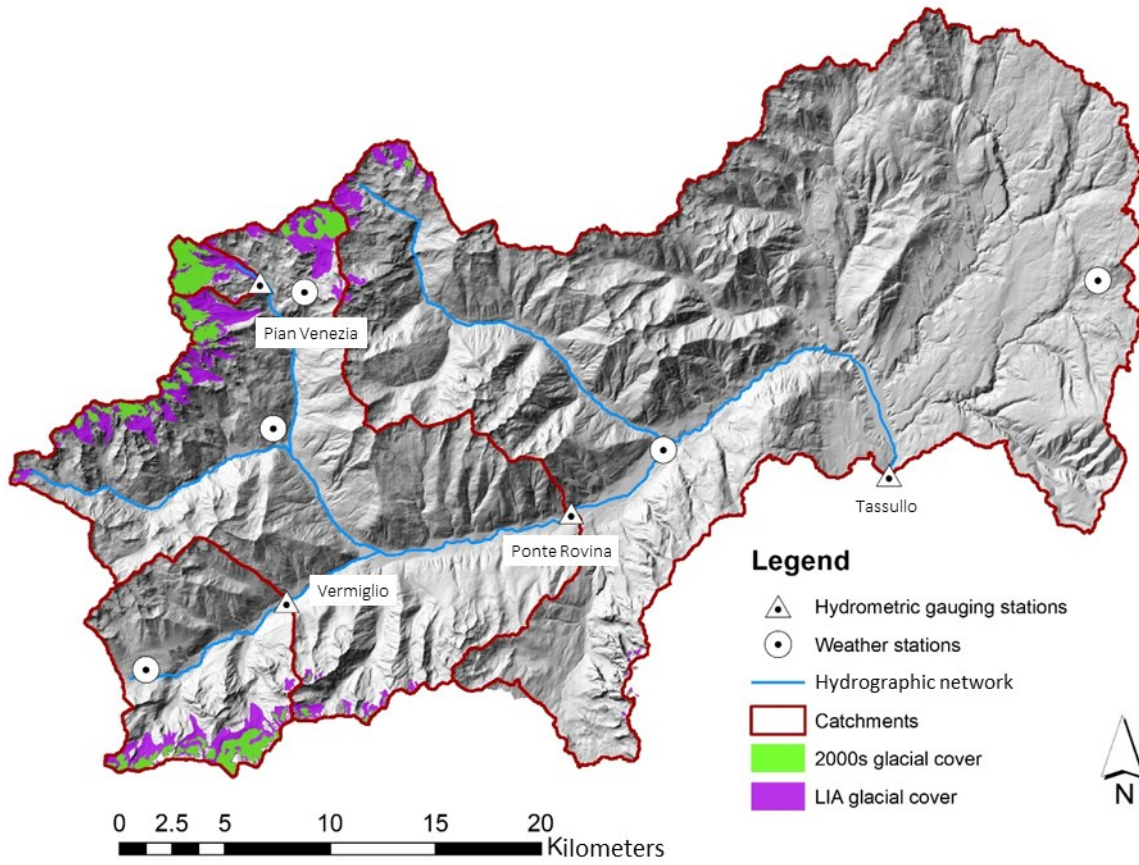 Pian Venezia
Tassullo
Ponte Rovina
Vermiglio
Legend
Hydrometric gauging stations
Weather stations
Hydrographic network
Catchments
2000s glacial cover
LIA glacial cover
N
0 2.5 5 10 15 20
Kilometers